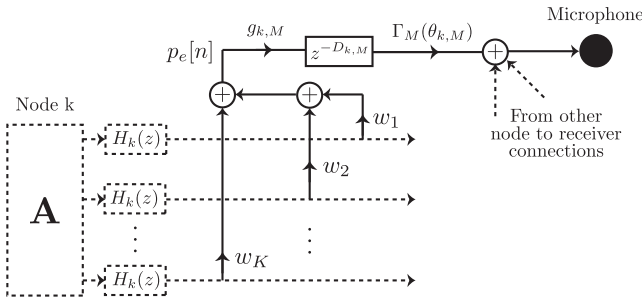 Microphone
g_{k,M}
Γ_M(θ_{k,M})
p_e[n]
z^{-D_{k,M}}
+
+
+
Node k
From other
node to receiver
connections
w_1
H_k(z)
w_2
H_k(z)
A
w_K
H_k(z)